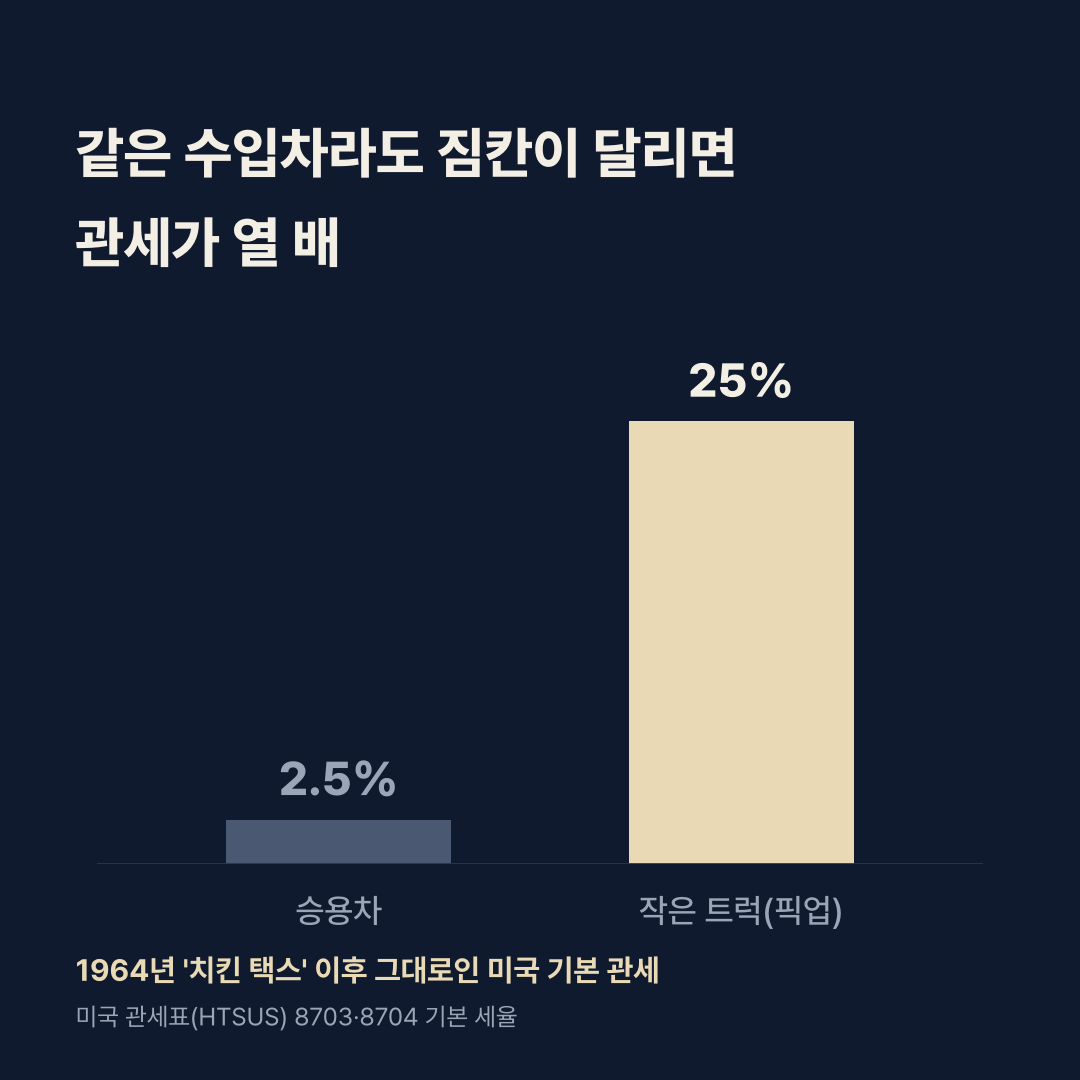 같은 수입차라도 짐칸이 달리면
관세가 열 배
25%
2.5%
승용차
작은 트럭(픽업)
1964년 '치킨 택스' 이후 그대로인 미국 기본 관세
미국 관세표(HTSUS) 8703·8704 기본 세율